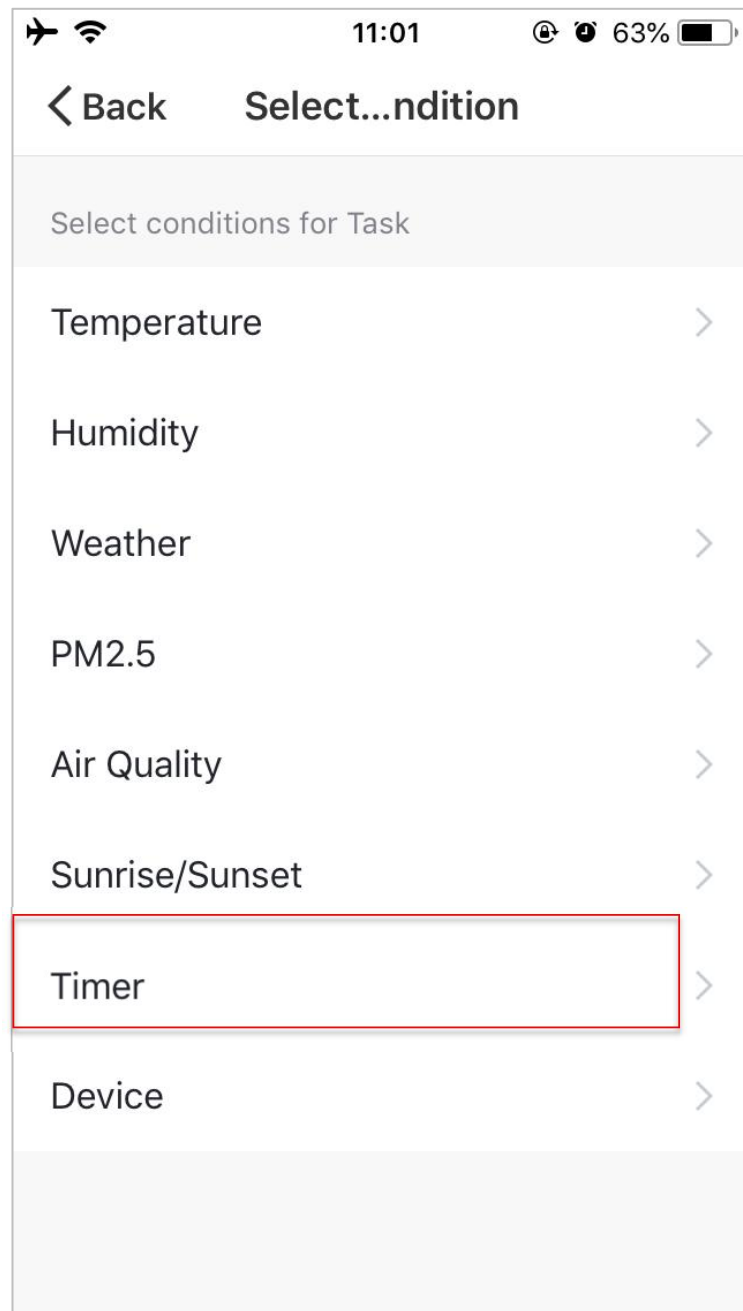 11:01 63%
Back Select...ndition
Select conditions for Task
Temperature
Humidity
Weather
PM2.5
Air Quality
Sunrise/Sunset
Timer
Device